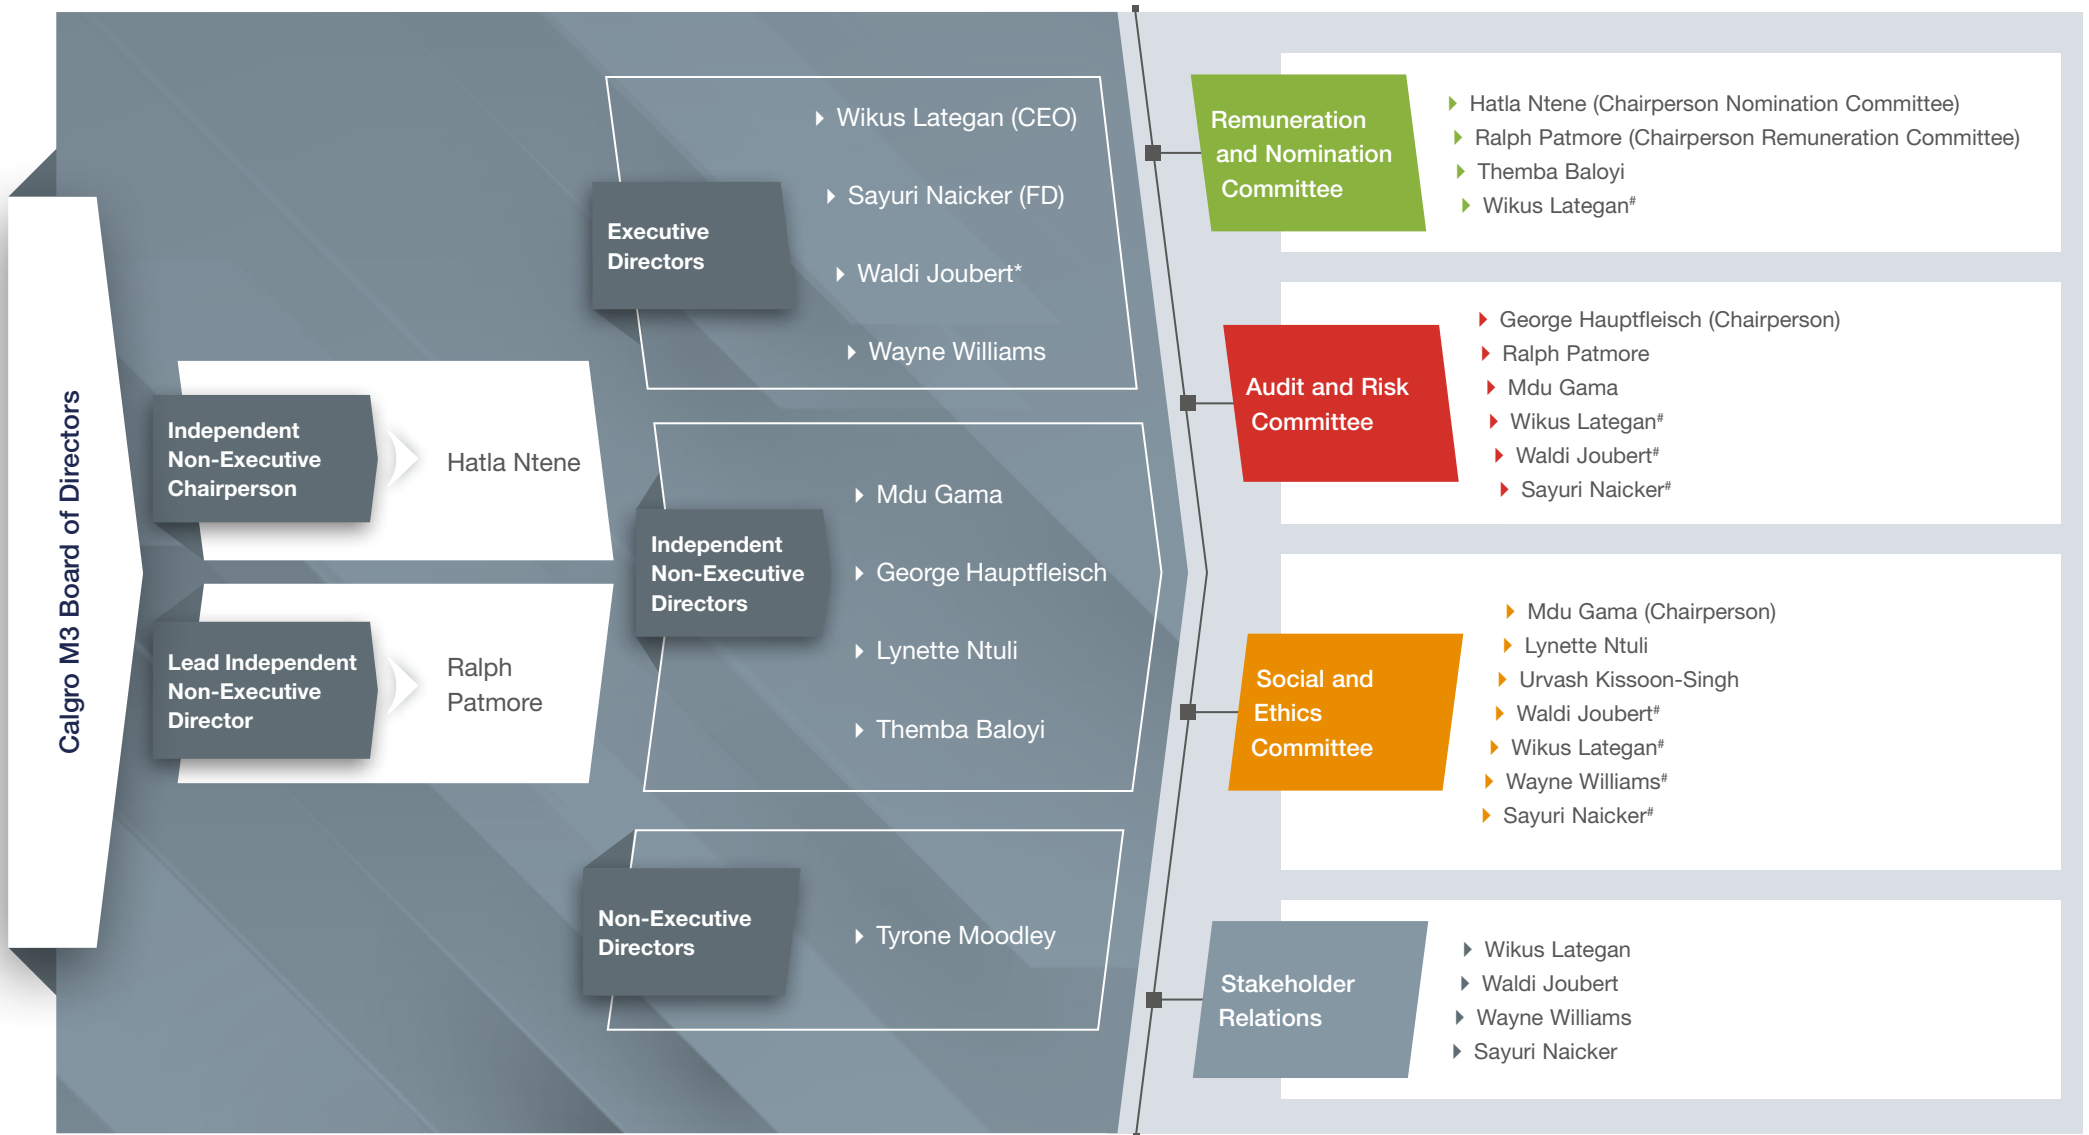 Calgro M3 Board of Directors
Independent
Non-Executive
Chairperson
Hatla Ntene
Lead Independent
Non-Executive
Director
Ralph
Patmore
Executive
Directors
Wikus Lategan (CEO)
Sayuri Naicker (FD)
Waldi Joubert*
Wayne Williams
Independent
Non-Executive
Directors
Mdu Gama
George Hauptfleisch
Lynette Ntuli
Themba Baloyi
Non-Executive
Directors
Tyrone Moodley
Remuneration
and Nomination
Committee
Hatla Ntene (Chairperson Nomination Committee)
Ralph Patmore (Chairperson Remuneration Committee)
Themba Baloyi
Wikus Lategan#
Audit and Risk
Committee
George Hauptfleisch (Chairperson)
Ralph Patmore
Mdu Gama
Wikus Lategan#
Waldi Joubert#
Sayuri Naicker#
Social and
Ethics
Committee
Mdu Gama (Chairperson)
Lynette Ntuli
Urvash Kissoon-Singh
Waldi Joubert#
Wikus Lategan#
Wayne Williams#
Sayuri Naicker#
Stakeholder
Relations
Wikus Lategan
Waldi Joubert
Wayne Williams
Sayuri Naicker